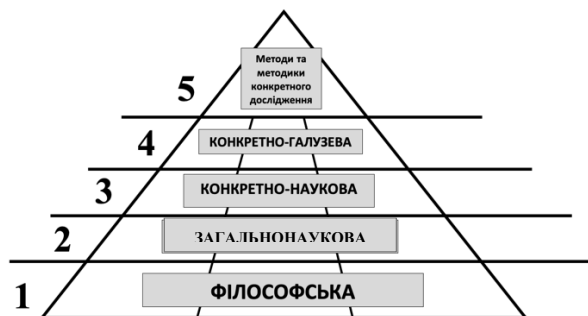 5
Методи та
методики
конкретного
дослідження
4
КОНКРЕТНО-ГАЛУЗЕВА
3
КОНКРЕТНО-НАУКОВА
2
ЗАГАЛЬНОНАУКОВА
1
ФІЛОСОФСЬКА